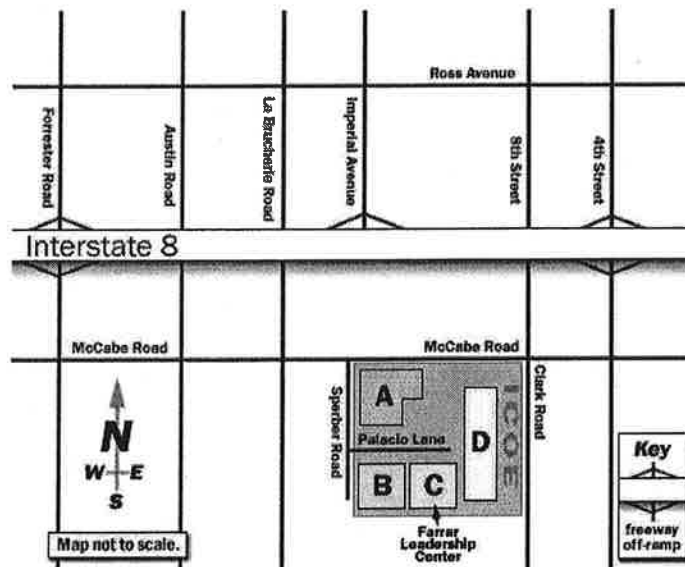 Ross Avenue
Forrester Road
Austin Road
La Brucherie Road
Imperial Avenue
8th Street
4th Street
Interstate 8
McCabe Road
McCabe Road
Sperber Road
Clark Road
A
ICOE
D
Palacio Lane
B
C
N
W E
S
Farrar
Leadership
Center
Map not to scale.
Key
freeway
off-ramp